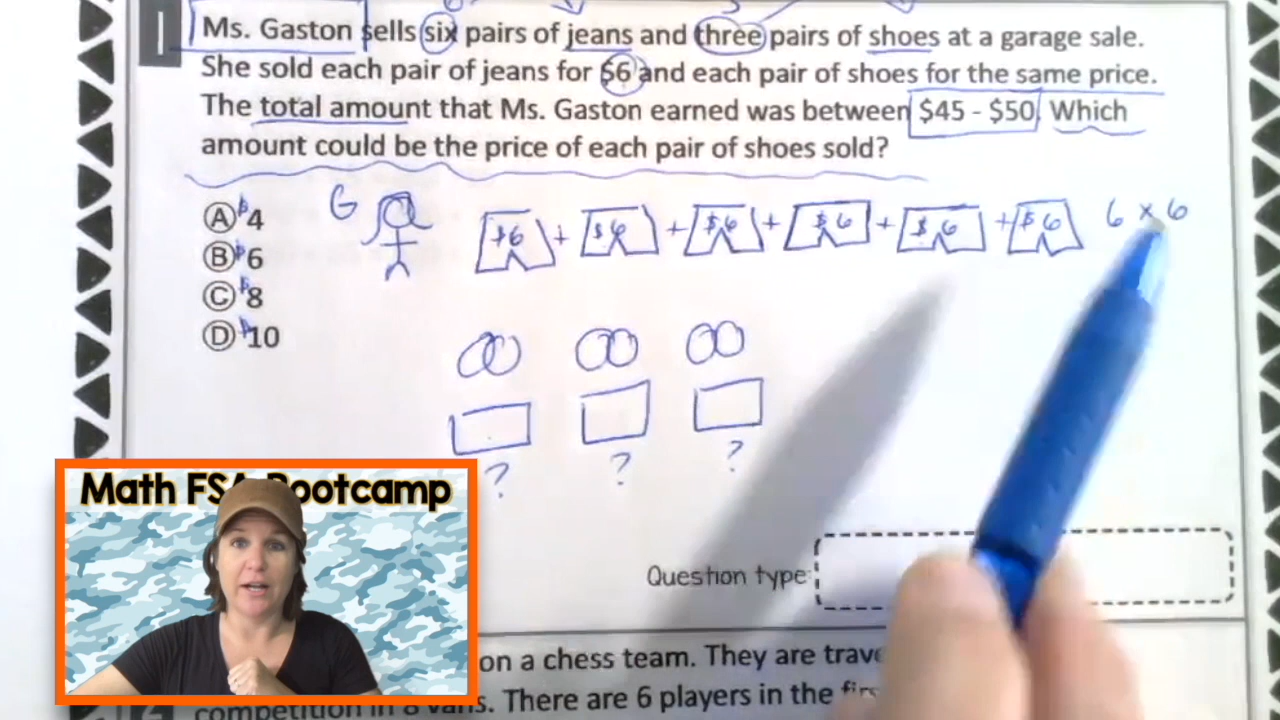 1
Ms. Gaston sells six pairs of jeans and three pairs of shoes at a garage sale.
She sold each pair of jeans for $6 and each pair of shoes for the same price.
The total amount that Ms. Gaston earned was between $45 - $50. Which
amount could be the price of each pair of shoes sold?
A $4
B $6
C $8
D $10
G
$6 + $6 + $6 + $6 + $6 + $6 6 x 6
? ? ?
Math FSA Bootcamp
Question type:
on a chess team. They are
competition in 8 vans. There are 6 players in the